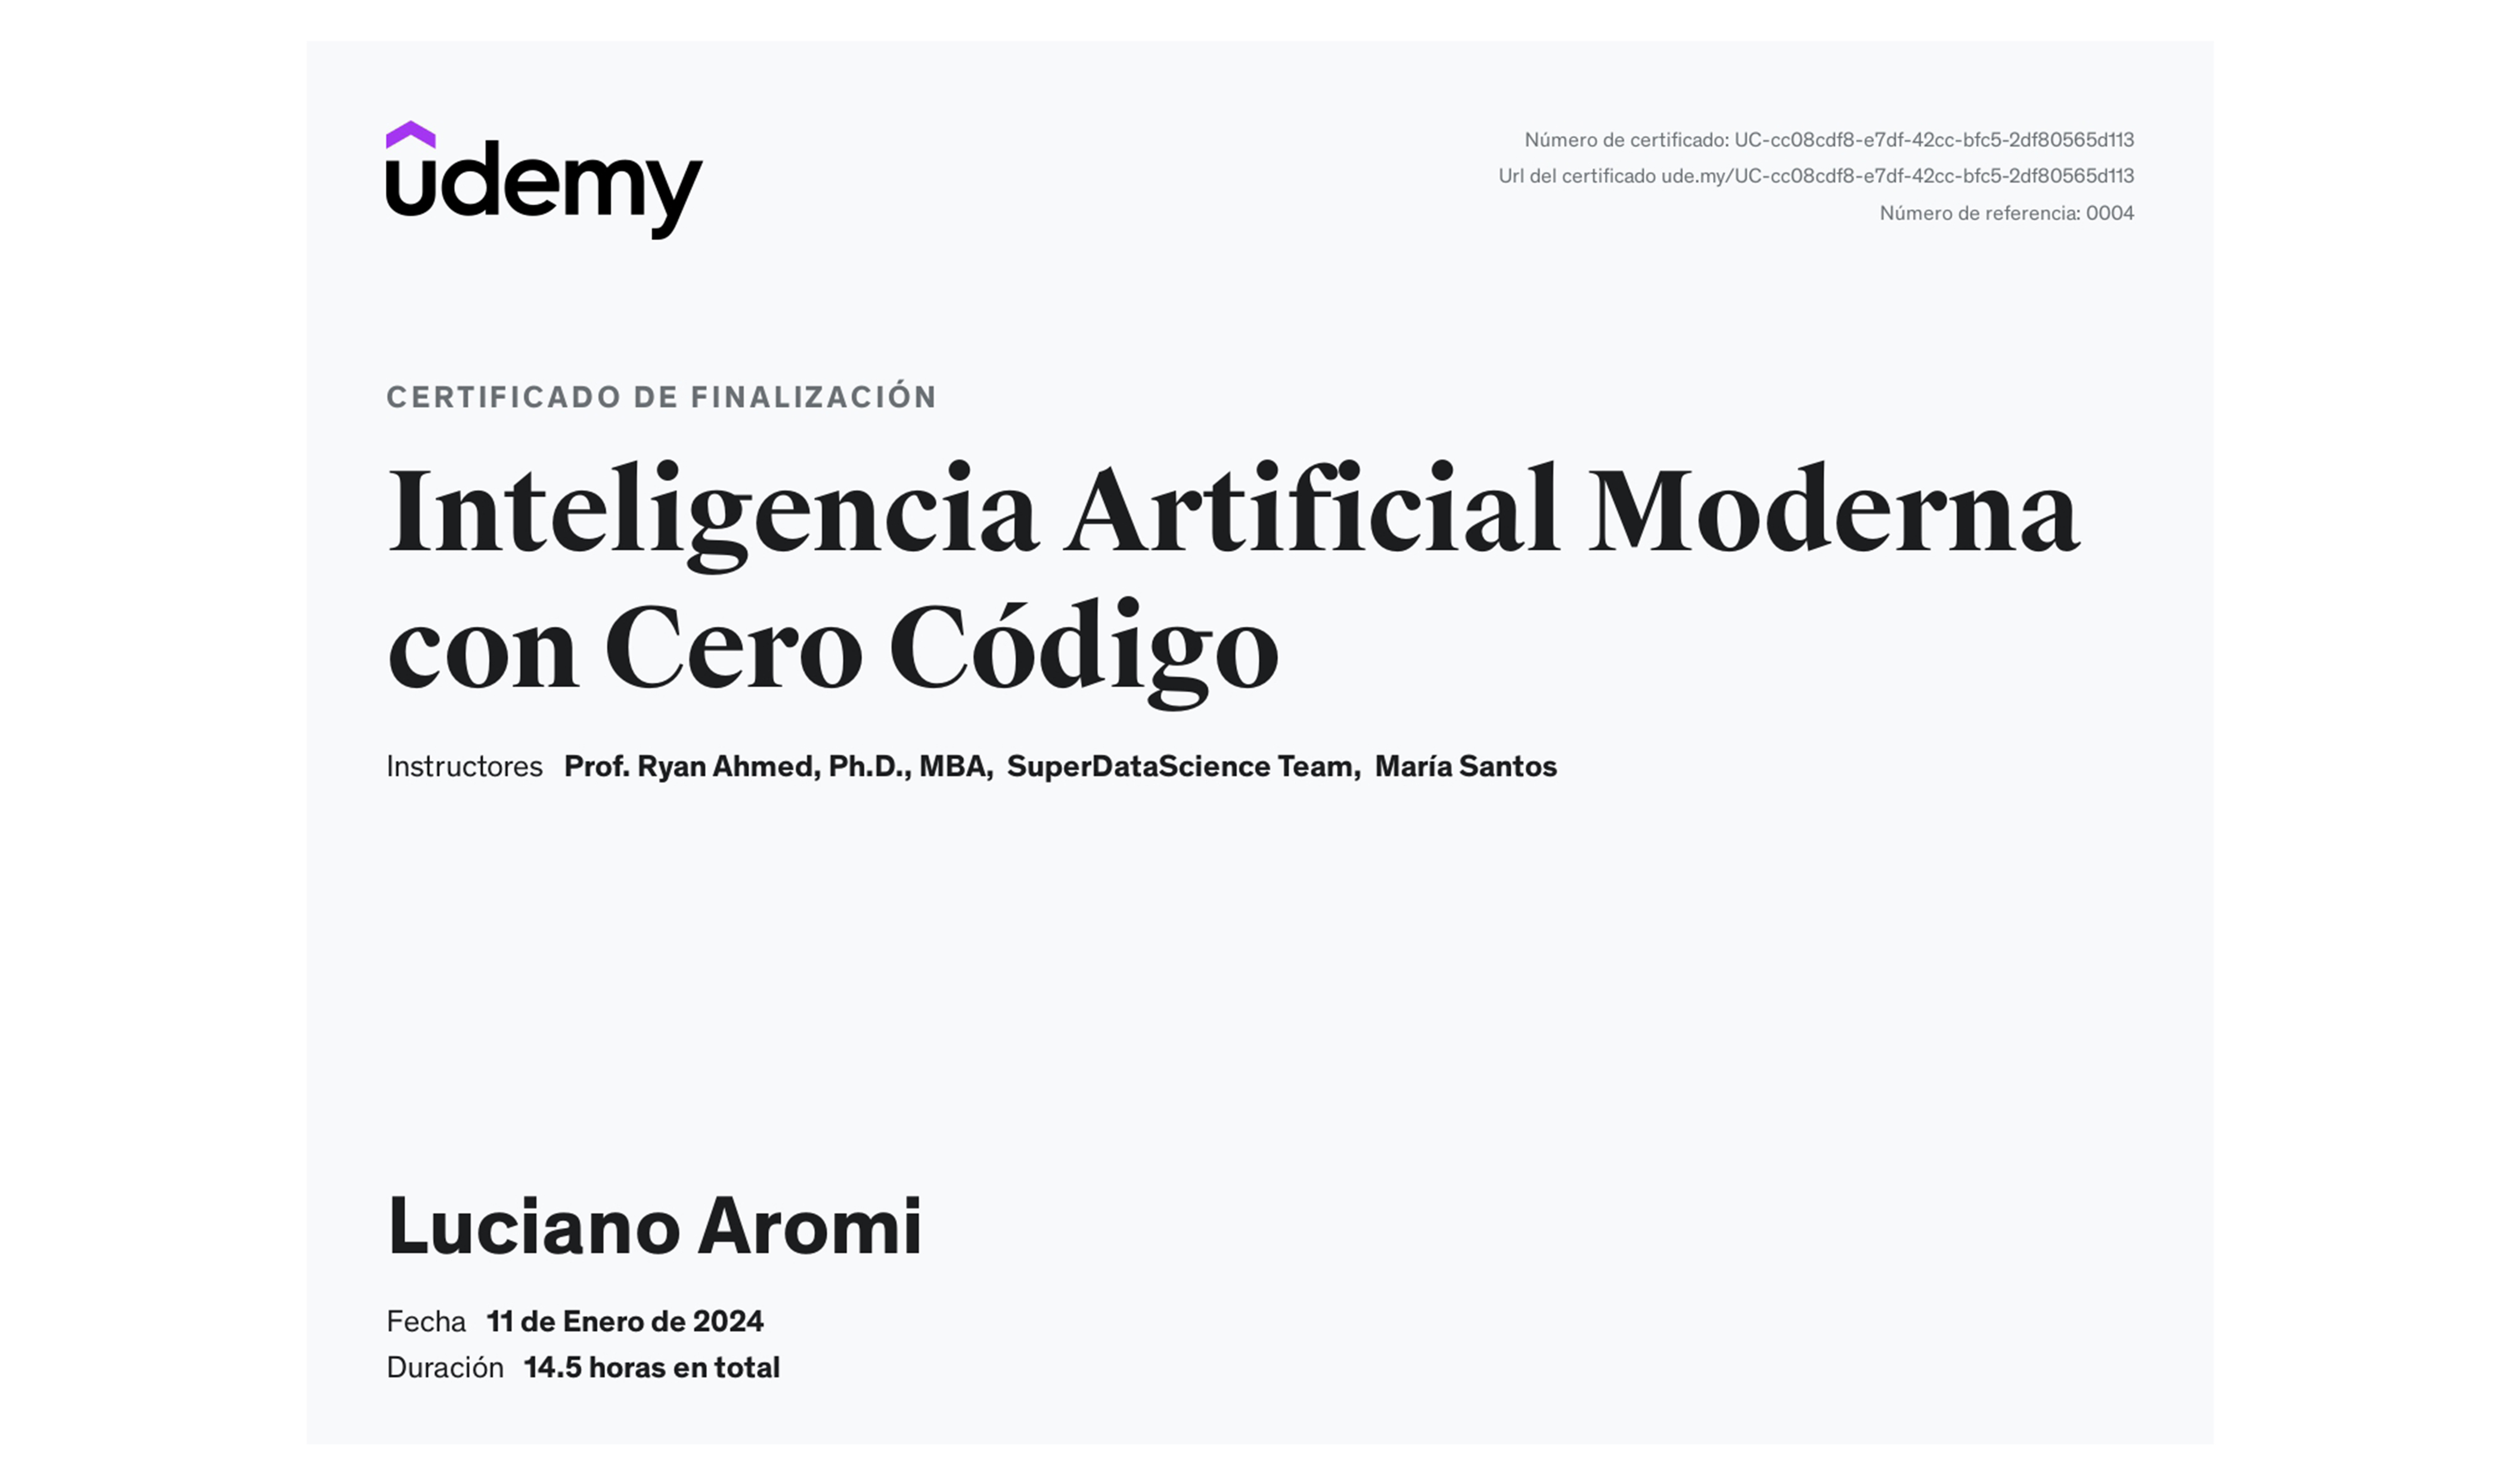 udemy
Número de certificado: UC-cc08cdf8-e7df-42cc-bfc5-2df80565d113
Url del certificado ude.my/UC-cc08cdf8-e7df-42cc-bfc5-2df80565d113
Número de referencia: 0004
CERTIFICADO DE FINALIZACIÓN
Inteligencia Artificial Moderna
con Cero Código
Instructores Prof. Ryan Ahmed, Ph.D., MBA, SuperDataScience Team, María Santos
Luciano Aromi
Fecha 11 de Enero de 2024
Duración 14.5 horas en total